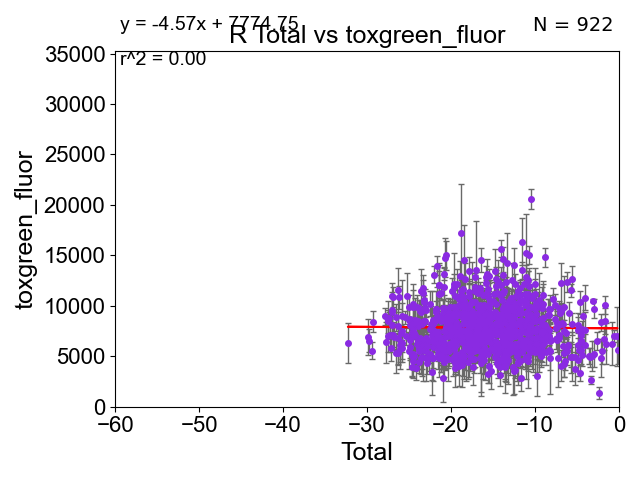 y = -4.57x + 7774.75
N = 922
R Total vs toxgreen_fluor
r^2 = 0.00
toxgreen_fluor
35000
30000
25000
20000
15000
10000
5000
0
−60 −50 −40 −30 −20 −10 0
Total